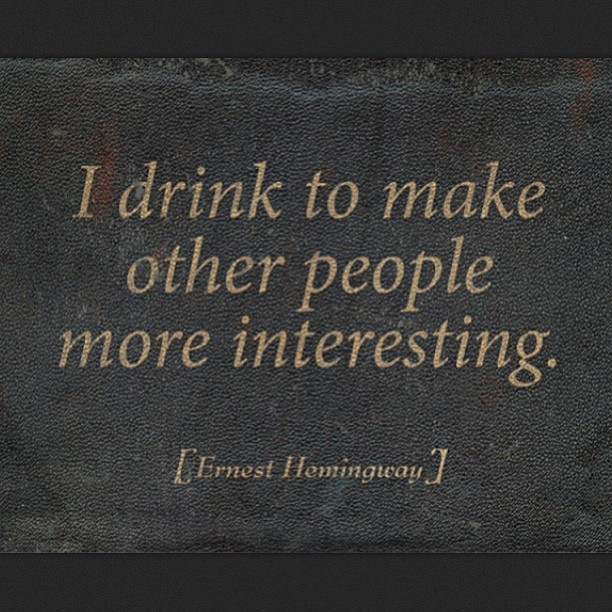 I drink to make
other people
more interesting.
[Ernest Hemingway]